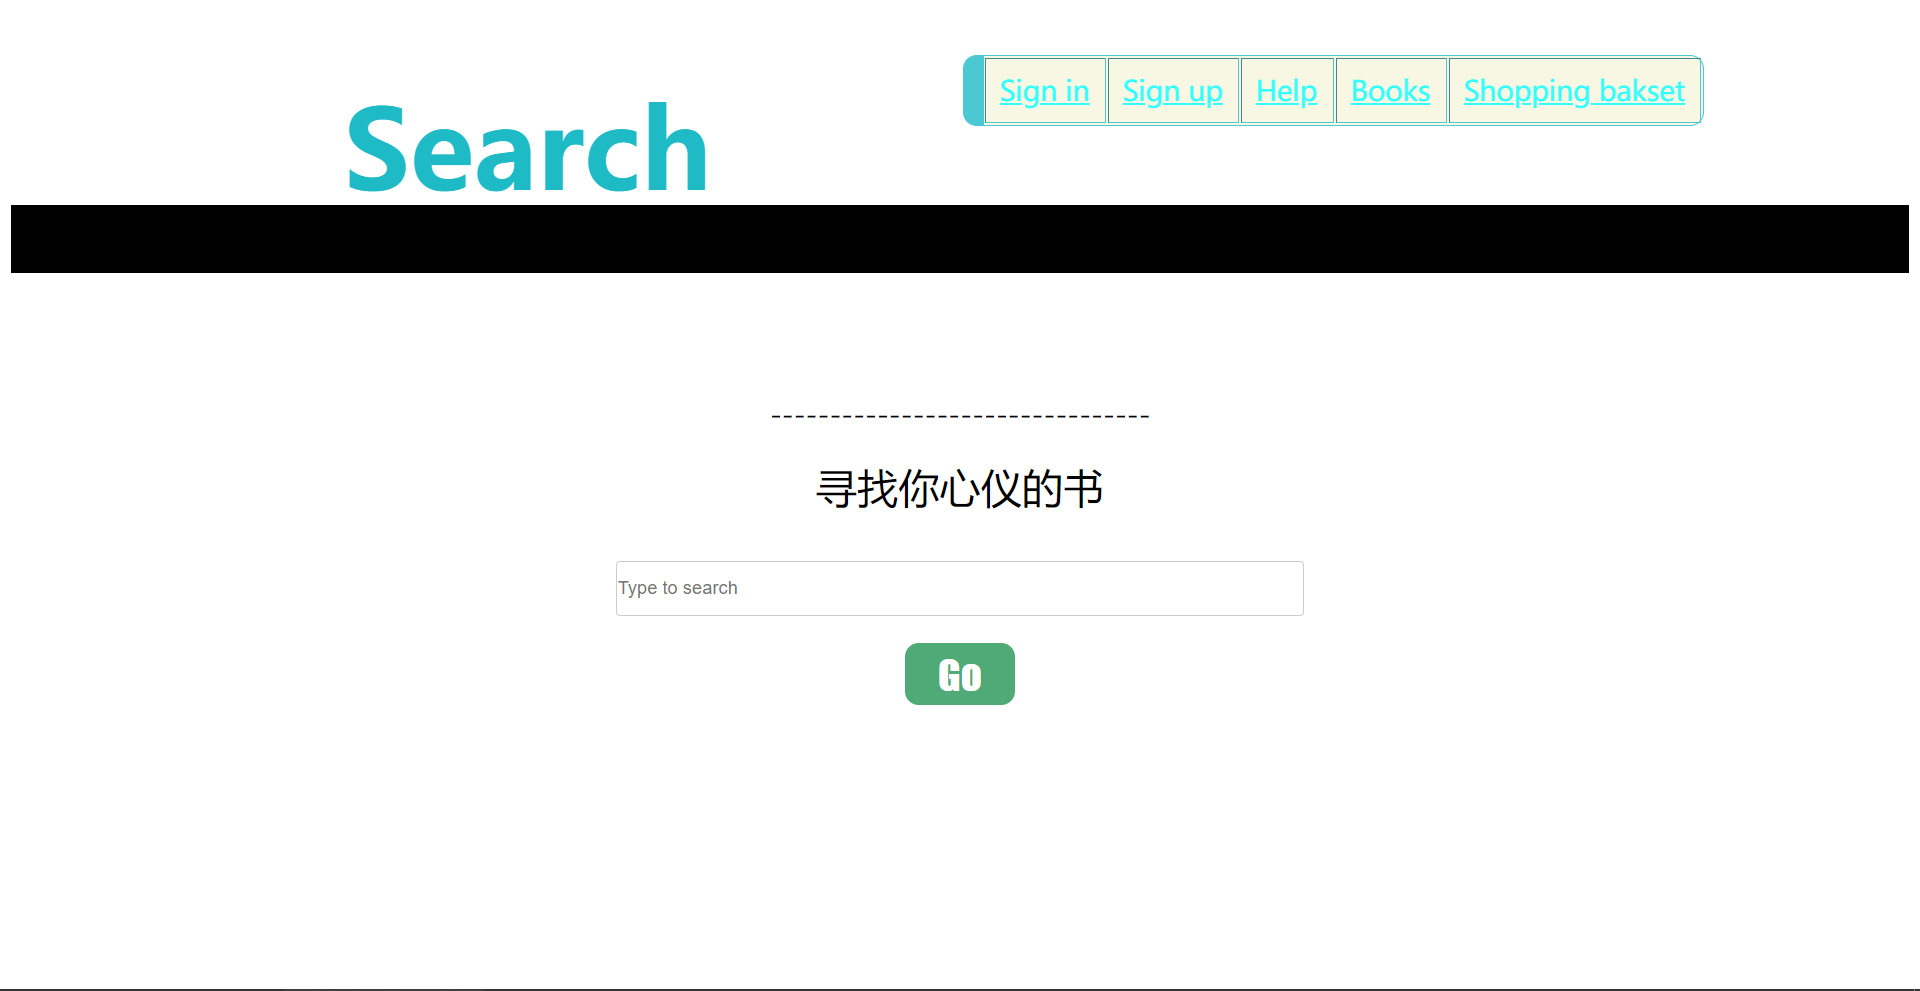 Sign in Sign up Help Books Shopping bakset
Search
--------------------------------
寻找你心仪的书
Type to search
Go